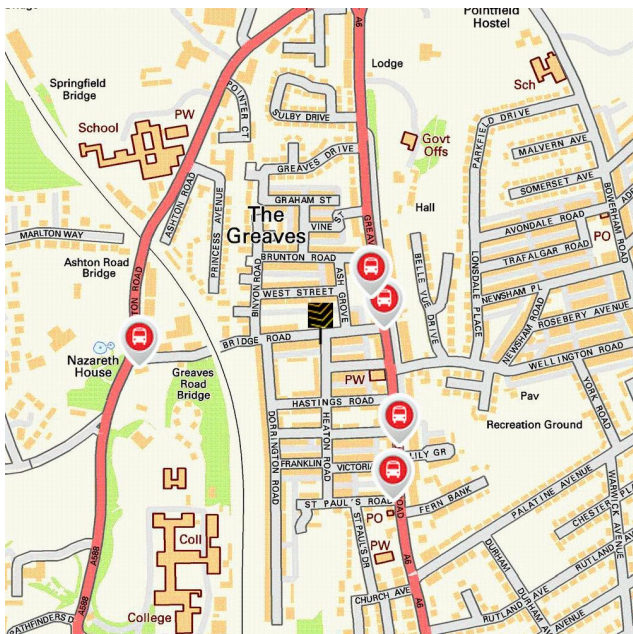 Pointfield
Hostel
A6
Lodge
Springfield
Bridge
Sch
POINTER CT
SULBY DRIVE
PW
School
Govt
Offs
PARKFIELD DRIVE
MALVERN AVE
GREAVES DRIVE
SOMERSET AVE
BOWERHAM ROAD
ASHTON ROAD
PRINCESS AVENUE
GRAHAM ST
Hall
The
Greaves
VINE
ST
AVONDALE ROAD
PO
MARLTON WAY
TRAFALGAR ROAD
Ashton Road
Bridge
BRUNTON ROAD
BINYON ROAD
ASH GROVE
BELLE VUE DRIVE
LONSDALE PLACE
WEST STREET
NEWSHAM PL
NEWSHAM ROAD
ROSEBERY AVENUE
BRIDGE ROAD
WELLINGTON ROAD
Nazareth
House
Greaves
Road
Bridge
PW
YORK ROAD
Pav
HASTINGS ROAD
Recreation Ground
DORRINGTON ROAD
HEATON ROAD
LILY GR
FRANKLIN
VICTORIA
PALATINE AVENUE
WARWICK AVENUE
ST PAUL'S ROAD
FERN BANK
ROAD
PO
ST PAUL'S DR
PW
Coll
DURHAM
RUTLAND
A588
A6
CHURCH AVE
RUTLAND AVE
College
A588